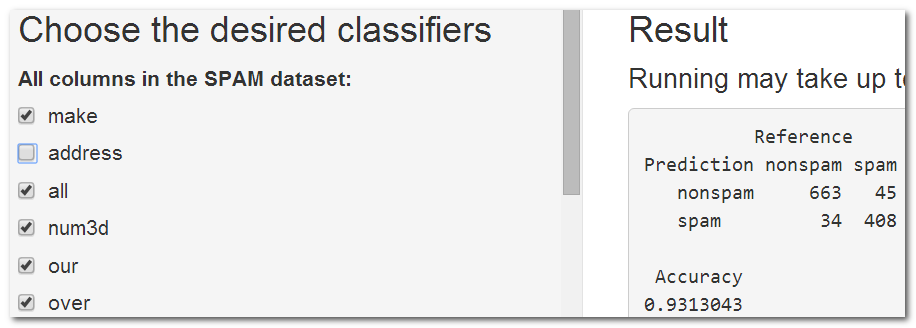 Choose the desired classifiers
All columns in the SPAM dataset:
make
address
all
num3d
our
over
Result
Running may take up
Reference
Prediction nonspam spam
nonspam 663 45
spam 34 408
Accuracy
0.9313043